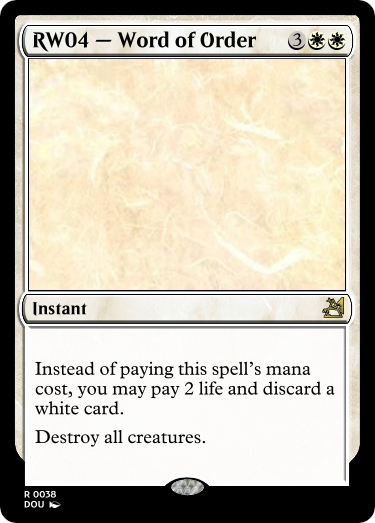 RW04 — Word of Order 3
Instant
Instead of paying this spell's mana
cost, you may pay 2 life and discard a
white card.
Destroy all creatures.
R 0038
DOU